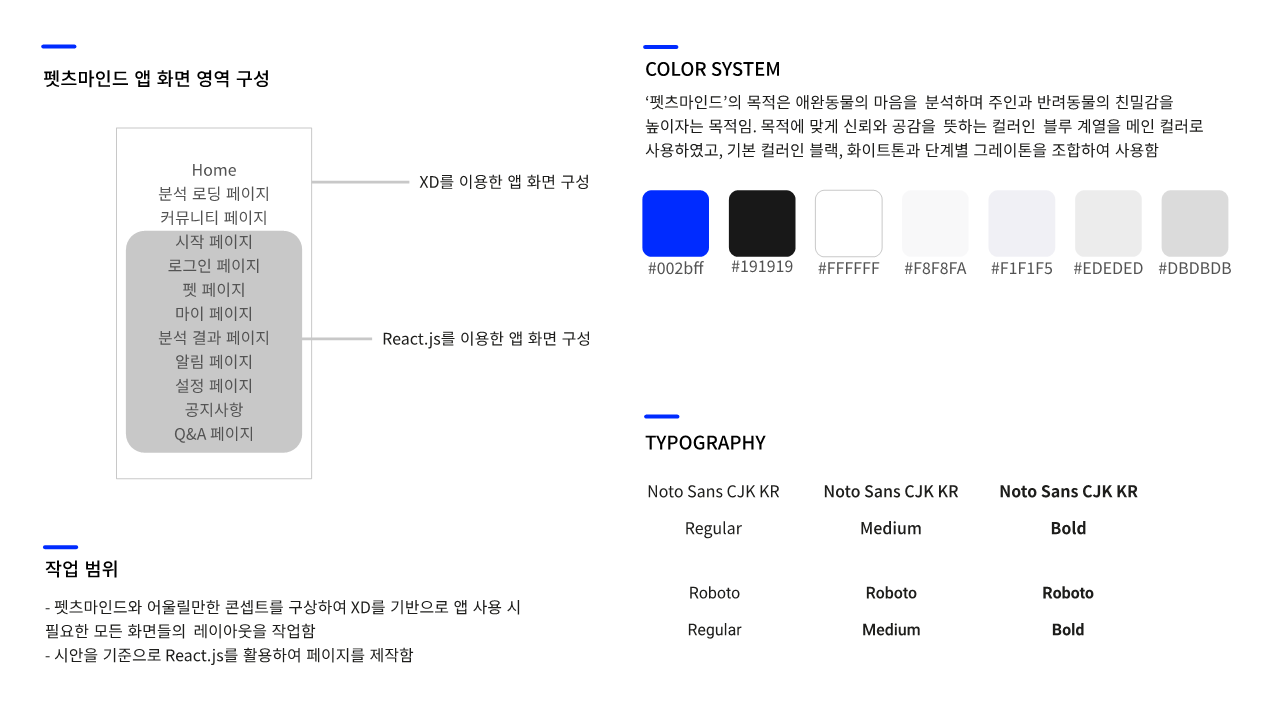 펫츠마인드 앱 화면 영역 구성
Home
분석 로딩 페이지
커뮤니티 페이지
시작 페이지
로그인 페이지
펫 페이지
마이 페이지
분석 결과 페이지
알림 페이지
설정 페이지
공지사항
Q&A 페이지
XD를 이용한 앱 화면 구성
React.js를 이용한 앱 화면 구성
작업 범위
- 펫츠마인드와 어울릴만한 콘셉트를 구상하여 XD를 기반으로 앱 사용 시
필요한 모든 화면들의 레이아웃을 작업함
- 시안을 기준으로 React.js를 활용하여 페이지를 제작함
COLOR SYSTEM
‘펫츠마인드’의 목적은 애완동물의 마음을 분석하며 주인과 반려동물의 친밀감을
높이자는 목적임. 목적에 맞게 신뢰와 공감을 뜻하는 컬러인 블루 계열을 메인 컬러로
사용하였고, 기본 컬러인 블랙, 화이트톤과 단계별 그레이톤을 조합하여 사용함
#002bff #191919 #FFFFFF #F8F8FA #F1F1F5 #EDEDED #DBDBDB
TYPOGRAPHY
Noto Sans CJK KR Noto Sans CJK KR Noto Sans CJK KR
Regular Medium Bold
Roboto Roboto Roboto
Regular Medium Bold